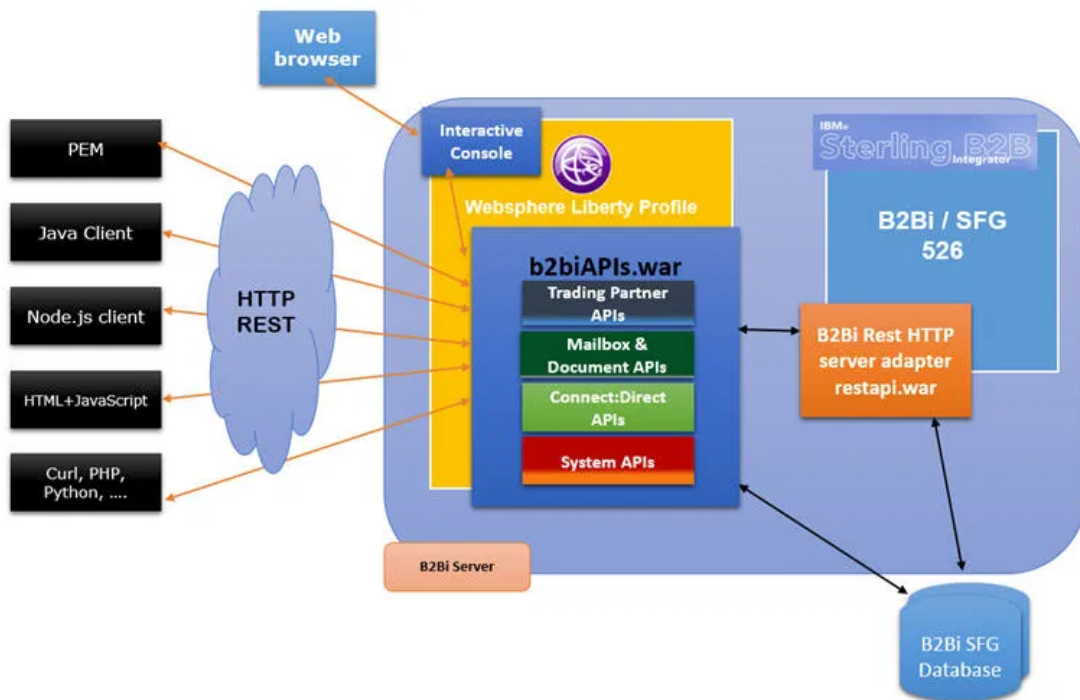 Web
browser
PEM
Java Client
Node.js client
HTML+JavaScript
Curl, PHP,
Python, ....
HTTP
REST
Interactive
Console
Websphere Liberty Profile
b2biAPIs.war
Trading Partner
APIs
Mailbox &
Document APIs
Connect:Direct
APIs
System APIs
IBM®
Sterling B2B
Integrator
B2Bi / SFG
526
B2Bi Rest HTTP
server adapter
restapi.war
B2Bi Server
B2Bi SFG
Database